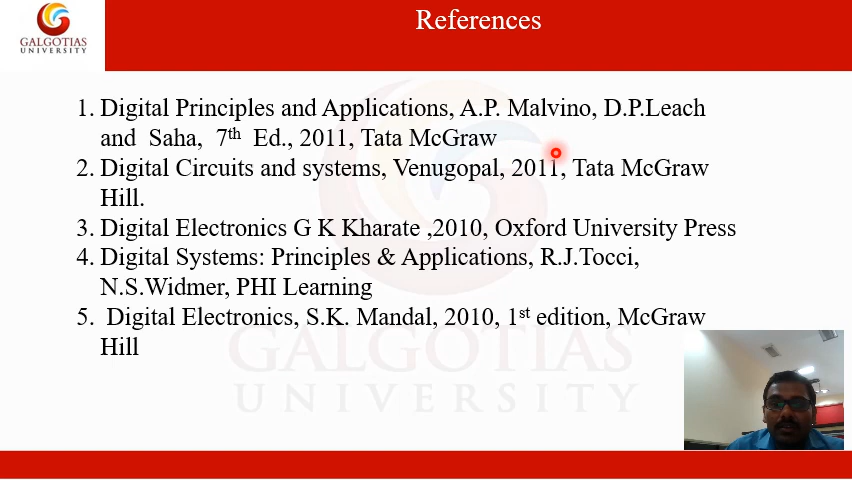 References
GALGOTIAS
UNIVERSITY
1. Digital Principles and Applications, A.P. Malvino, D.P.Leach
and Saha, 7th Ed., 2011, Tata McGraw
2. Digital Circuits and systems, Venugopal, 2011, Tata McGraw
Hill.
3. Digital Electronics G K Kharate ,2010, Oxford University Press
4. Digital Systems: Principles & Applications, R.J.Tocci,
N.S.Widmer, PHI Learning
5. Digital Electronics, S.K. Mandal, 2010, 1st edition, McGraw
Hill
GALGOTIAS
UNIVERSITY